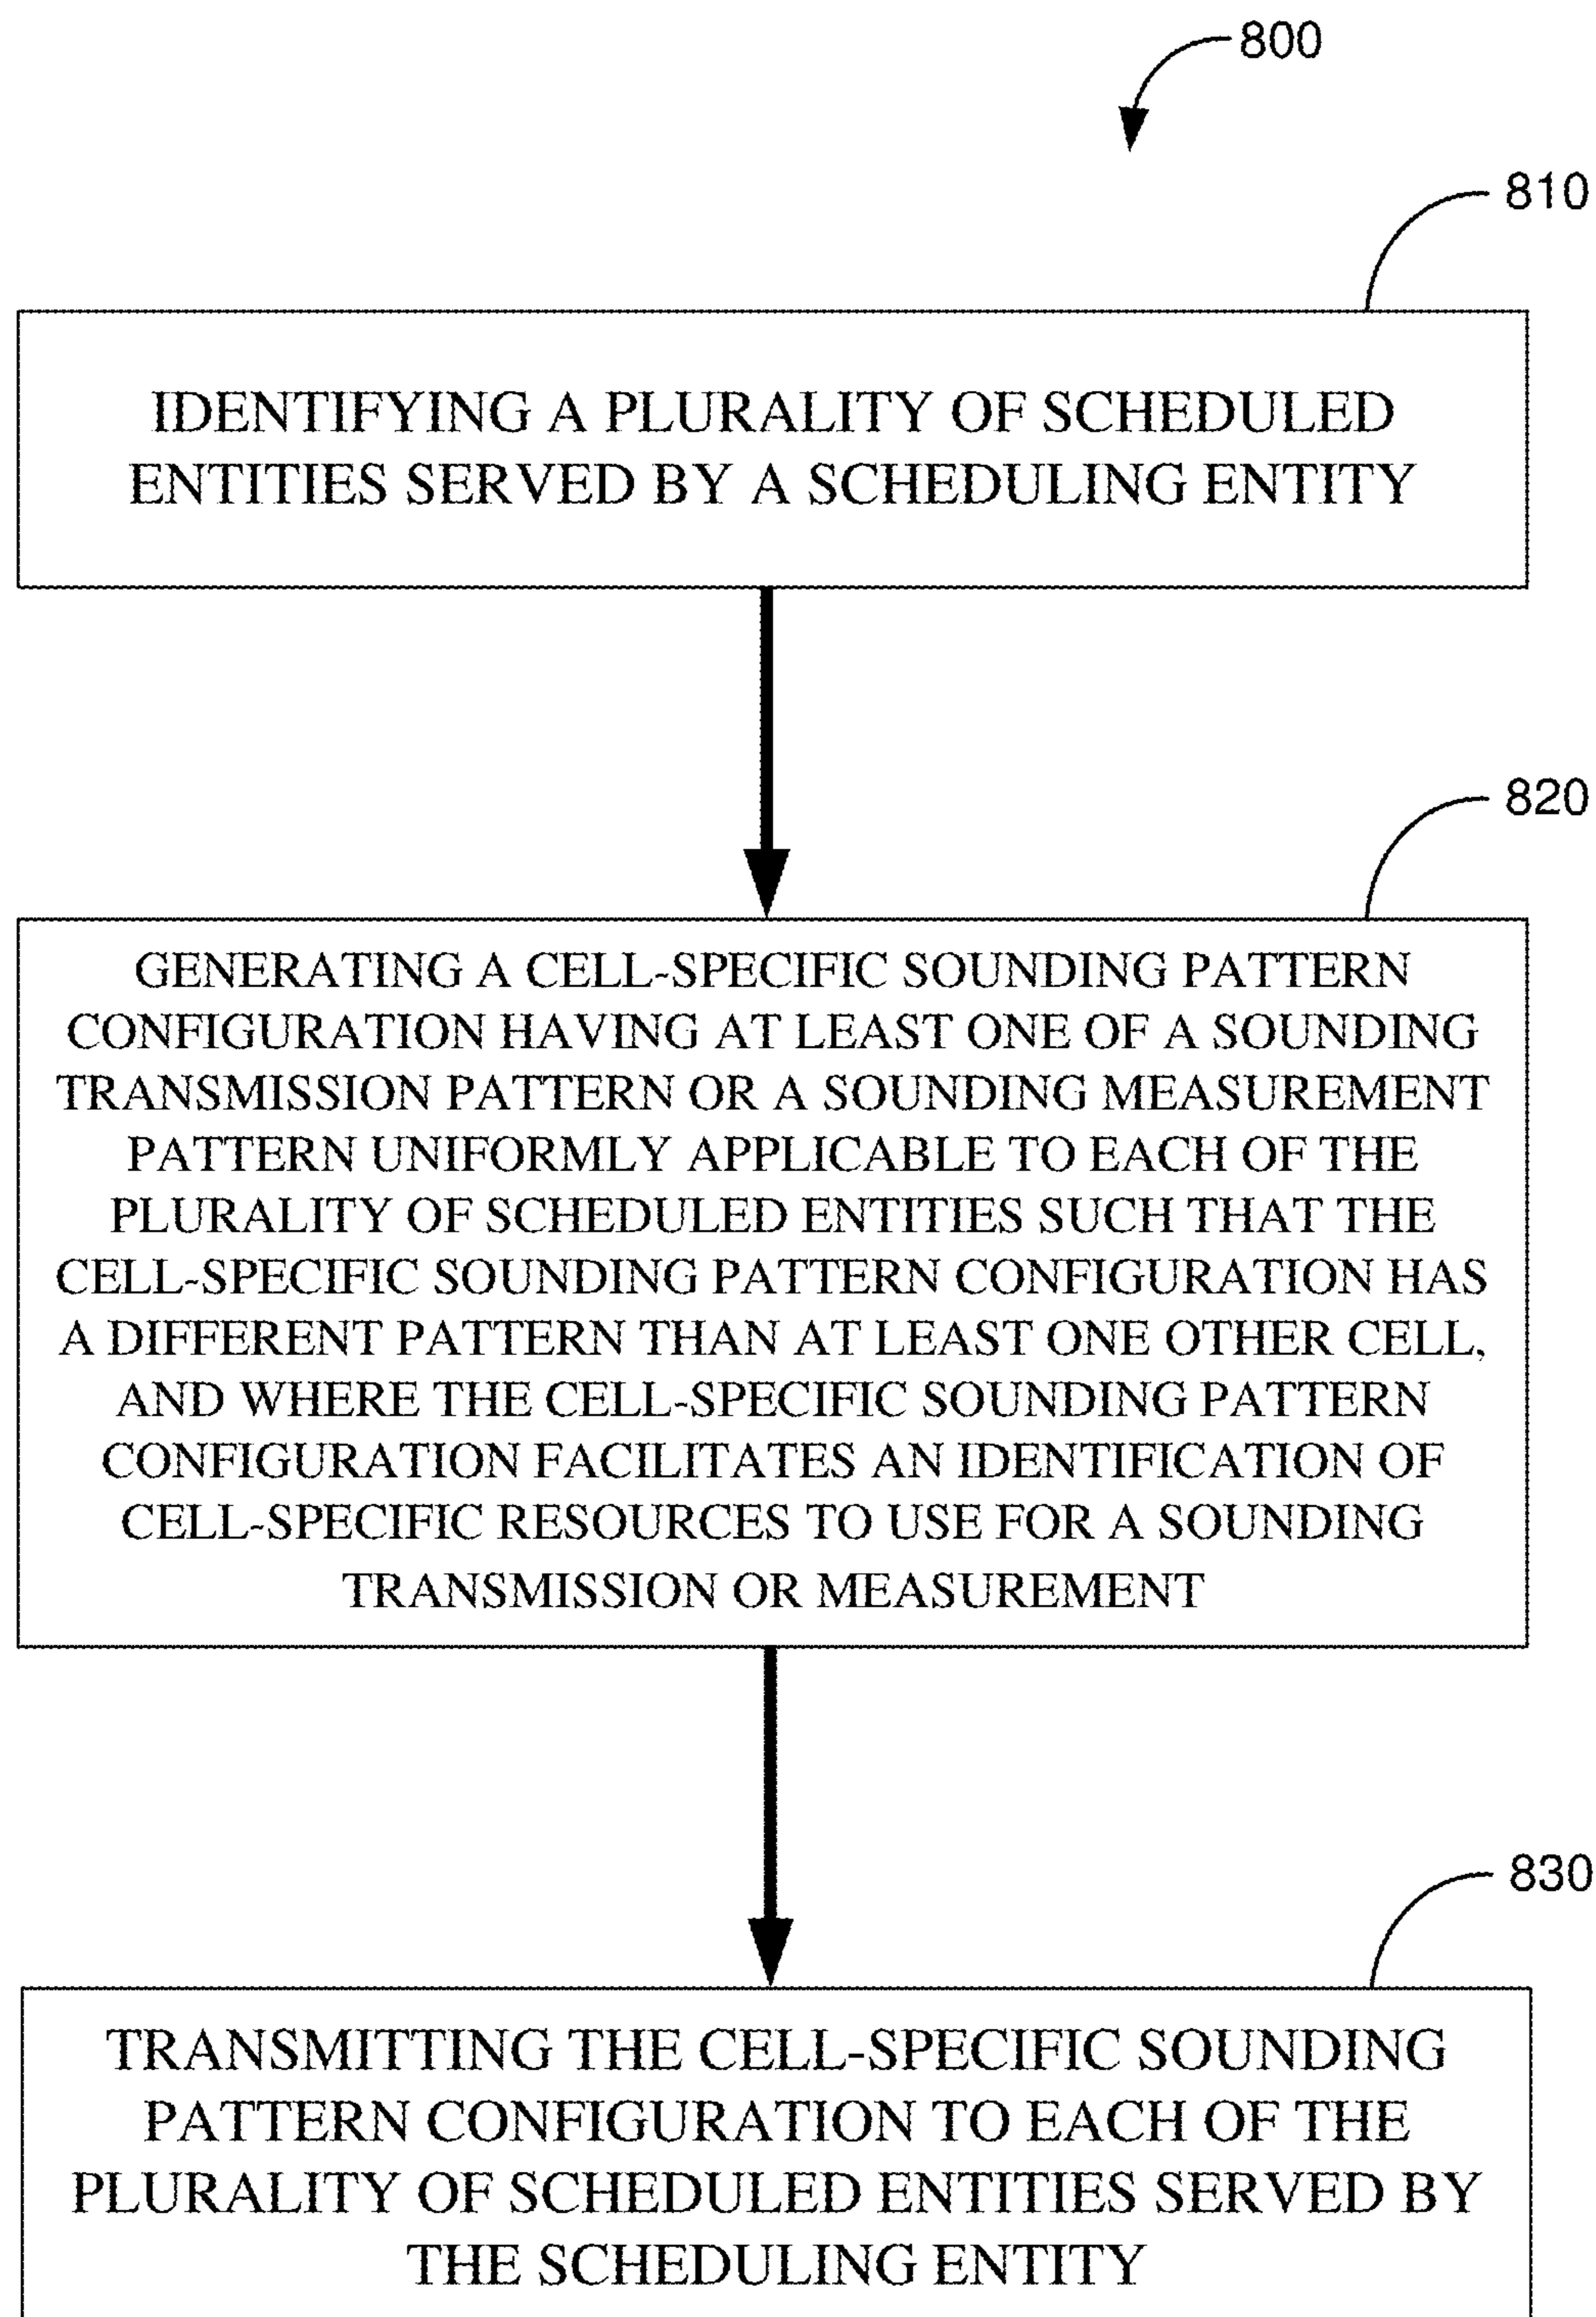 800
810
IDENTIFYING A PLURALITY OF SCHEDULED
ENTITIES SERVED BY A SCHEDULING ENTITY
820
GENERATING A CELL-SPECIFIC SOUNDING PATTERN
CONFIGURATION HAVING AT LEAST ONE OF A SOUNDING
TRANSMISSION PATTERN OR A SOUNDING MEASUREMENT
PATTERN UNIFORMLY APPLICABLE TO EACH OF THE
PLURALITY OF SCHEDULED ENTITIES SUCH THAT THE
CELL-SPECIFIC SOUNDING PATTERN CONFIGURATION HAS
A DIFFERENT PATTERN THAN AT LEAST ONE OTHER CELL,
AND WHERE THE CELL-SPECIFIC SOUNDING PATTERN
CONFIGURATION FACILITATES AN IDENTIFICATION OF
CELL-SPECIFIC RESOURCES TO USE FOR A SOUNDING
TRANSMISSION OR MEASUREMENT
830
TRANSMITTING THE CELL-SPECIFIC SOUNDING
PATTERN CONFIGURATION TO EACH OF THE
PLURALITY OF SCHEDULED ENTITIES SERVED BY
THE SCHEDULING ENTITY